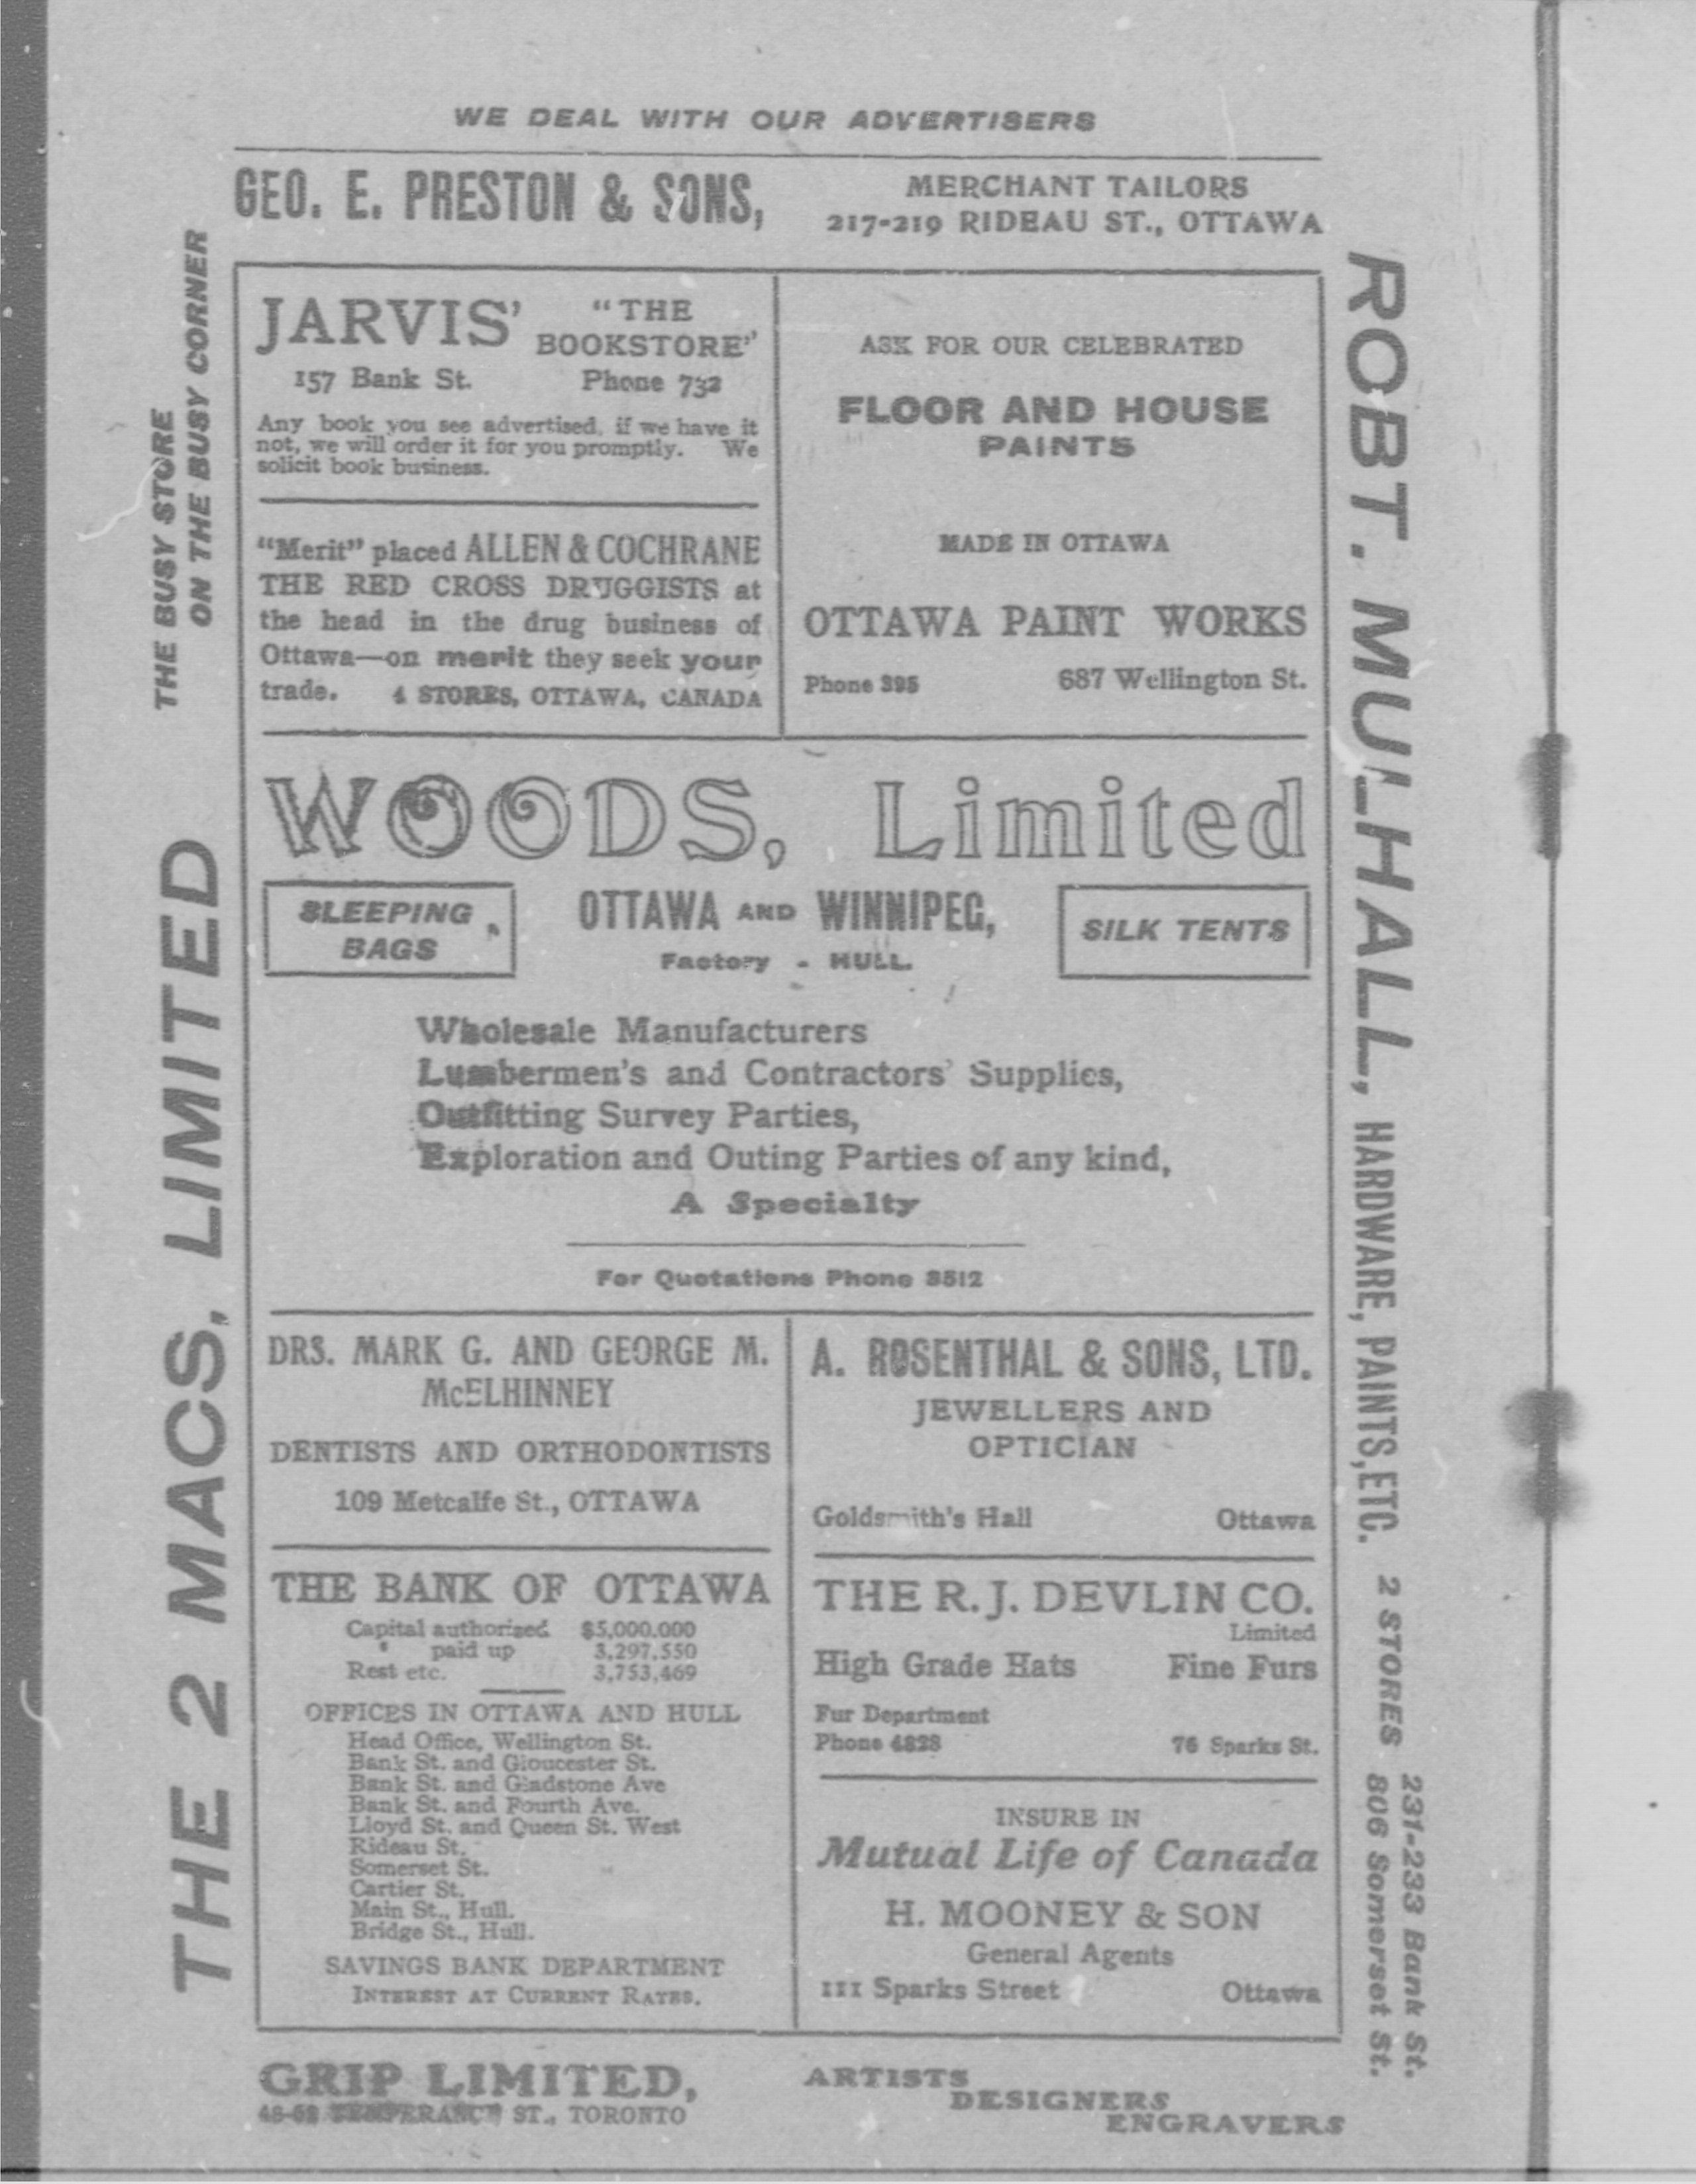 WE DEAL WITH OUR ADVERTISERS
GEO. E. PRESTON & SONS,
MERCHANT TAILORS
217-219 RIDEAU ST., OTTAWA
THE BUSY STORE
ON THE BUSY CORNER
THE 2 MACS, LIMITED
JARVIS' "THE
BOOKSTORE"
157 Bank St. Phone 732
Any book you see advertised, if we have it
not, we will order it for you promptly. We
solicit book business.
"Merit" placed ALLEN & COCHRANE
THE RED CROSS DRUGGISTS at
the head in the drug business of
Ottawa—on merit they seek your
trade. 4 STORES, OTTAWA, CANADA
ASK FOR OUR CELEBRATED
FLOOR AND HOUSE
PAINTS
MADE IN OTTAWA
OTTAWA PAINT WORKS
Phone 395 687 Wellington St.
WOODS, Limited
SLEEPING
BAGS
OTTAWA AND WINNIPEG,
Factory - HULL.
SILK TENTS
Wholesale Manufacturers
Lumbermen's and Contractors' Supplies,
Outfitting Survey Parties,
Exploration and Outing Parties of any kind,
A Specialty
For Quotations Phone 3512
DRS. MARK G. AND GEORGE M.
McELHINNEY
DENTISTS AND ORTHODONTISTS
109 Metcalfe St., OTTAWA
THE BANK OF OTTAWA
Capital authorized $5,000.000
" paid up 3,297,550
Rest etc. 3,753,469
OFFICES IN OTTAWA AND HULL
Head Office, Wellington St.
Bank St. and Gloucester St.
Bank St. and Gladstone Ave
Bank St. and Fourth Ave.
Lloyd St. and Queen St. West
Rideau St.
Somerset St.
Cartier St.
Main St., Hull.
Bridge St., Hull.
SAVINGS BANK DEPARTMENT
INTEREST AT CURRENT RATES.
A. ROSENTHAL & SONS, LTD.
JEWELLERS AND
OPTICIAN
Goldsmith's Hall Ottawa
THE R. J. DEVLIN CO.
Limited
High Grade Hats Fine Furs
Fur Department
Phone 4828 76 Sparks St.
INSURE IN
Mutual Life of Canada
H. MOONEY & SON
General Agents
111 Sparks Street Ottawa
ROBT. MULHALL, HARDWARE, PAINTS, ETC. 2 STORES
231-233 Bank St.
806 Somerset St.
GRIP LIMITED,
ST., TORONTO
ARTISTS
DESIGNERS
ENGRAVERS